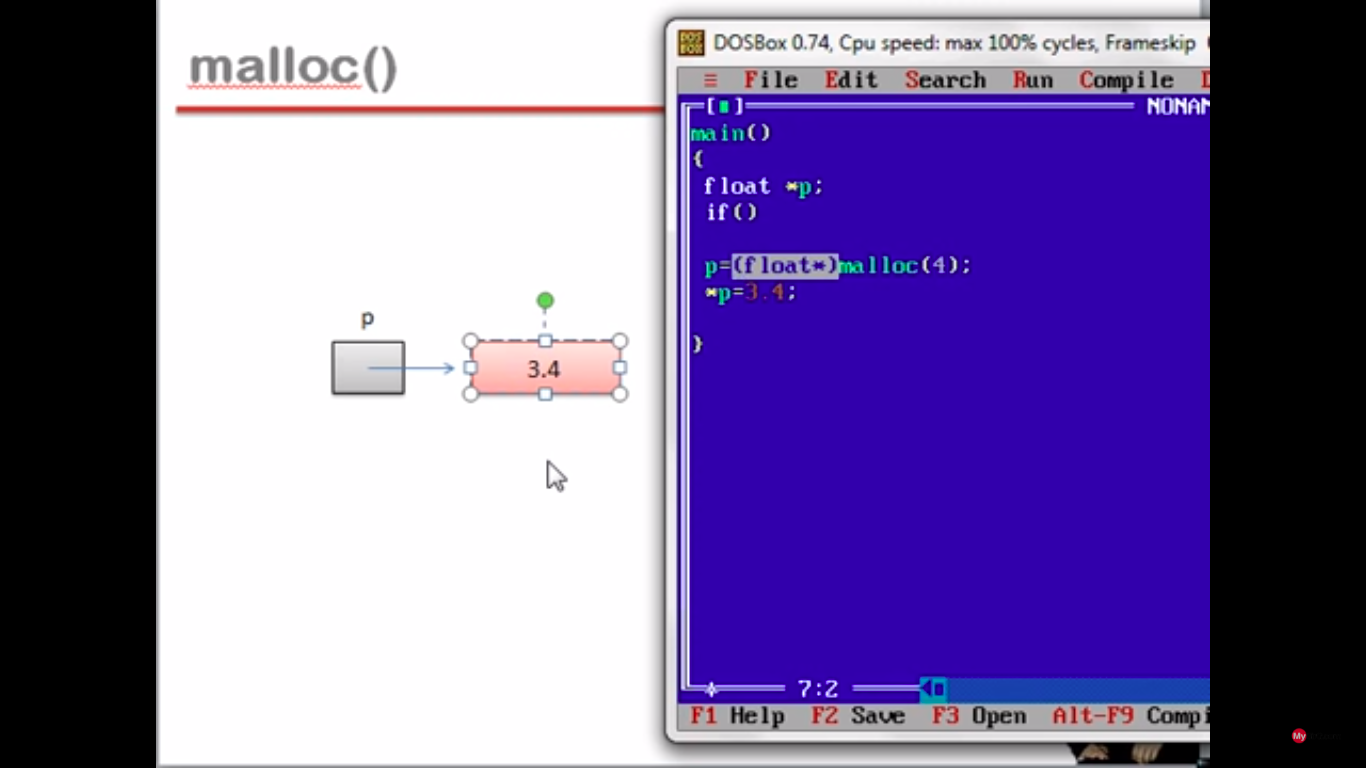 malloc()
p
3.4
DOSBox 0.74, Cpu speed: max 100% cycles, Frameskip
≡ File Edit Search Run Compile D
[■] NONAM
main()
{
float *p;
if()
p=(float*)malloc(4);
*p=3.4;
}
7:2
F1 Help F2 Save F3 Open Alt-F9 Compi
My